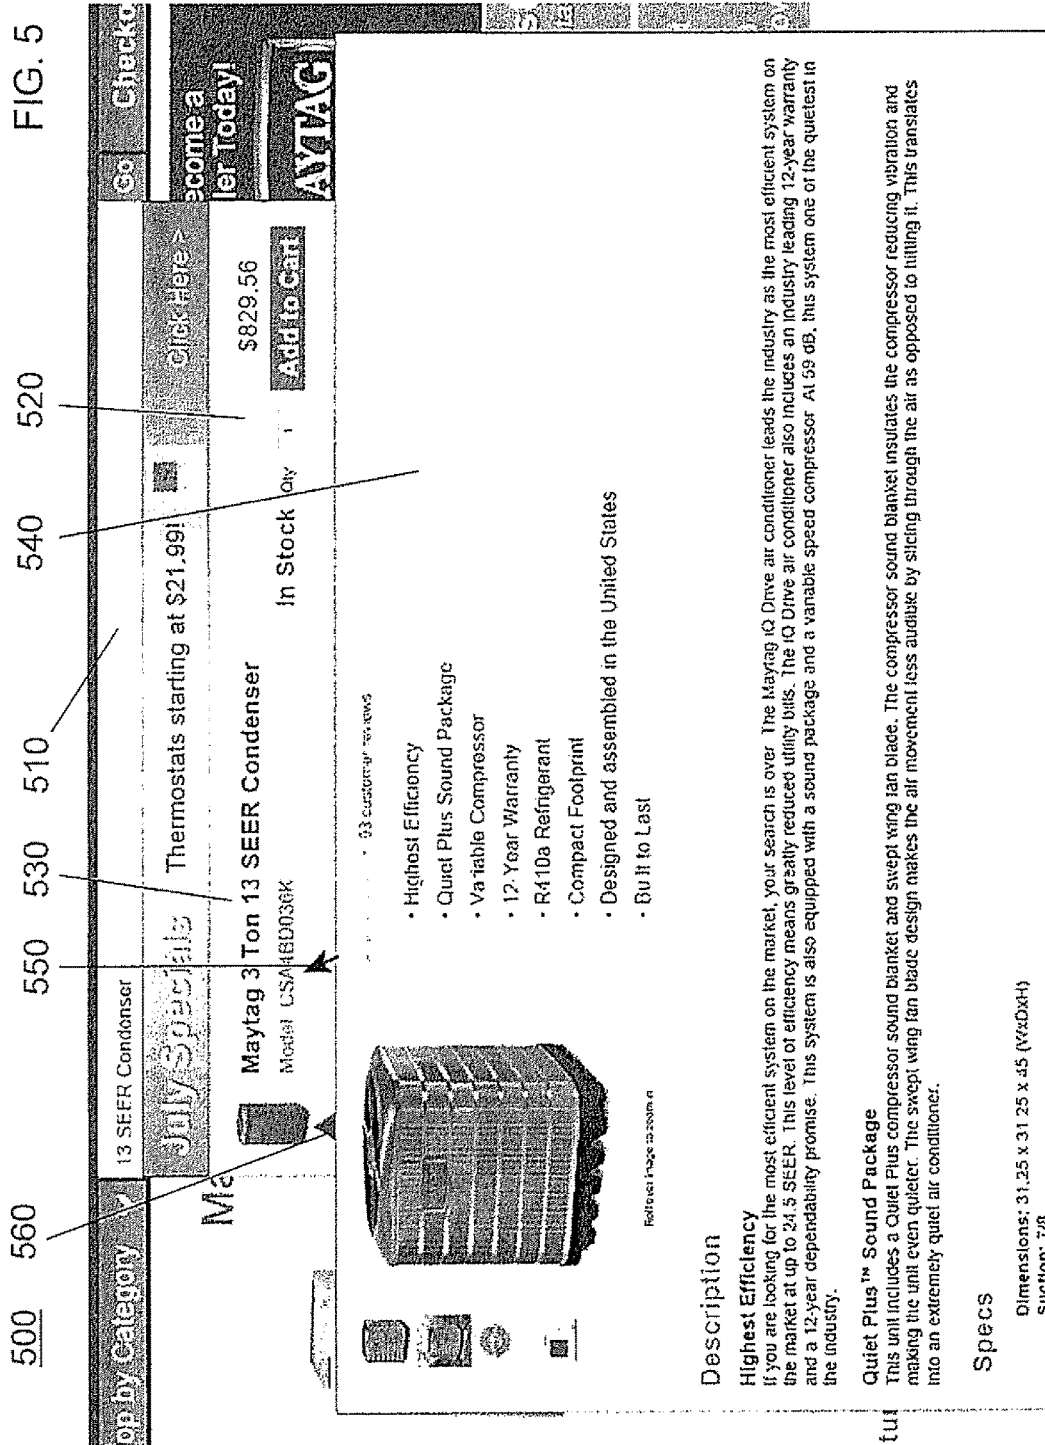 FIG. 5
500 560 550 530 510 540 520
op by Category
13 SEER Condenser
Go
Checko
July Specials
Thermostats starting at $21.99!
Click Here >
ecome a
ler Today!
Ma
Maytag 3 Ton 13 SEER Condenser
$829.56
Model
In Stock Qty 1
Add to Cart
AYTAG
93 customer reviews
• Highest Efficiency
• Quiet Plus Sound Package
• Variable Compressor
• 12-Year Warranty
• R410a Refrigerant
• Compact Footprint
• Designed and assembled in the United States
• Built to Last
Roll over image to zoom in
Description
Highest Efficiency
If you are looking for the most efficient system on the market, your search is over. The Maytag iQ Drive air conditioner leads the industry as the most efficient system on
the market at up to 24.5 SEER. This level of efficiency means greatly reduced utility bills. The iQ Drive air conditioner also includes an industry leading 12-year warranty
and a 12-year dependability promise. This system is also equipped with a sound package and a variable speed compressor. At 59 dB, this system one of the quietest in
the industry.
Quiet Plus™ Sound Package
This unit includes a Quiet Plus compressor sound blanket and swept wing fan blade. The compressor sound blanket insulates the compressor reducing vibration and
making the unit even quieter. The swept wing fan blade design makes the air movement less audible by slicing through the air as opposed to hitting it. This translates
into an extremely quiet air conditioner.
tur
Specs
Dimensions: 31.25 x 31.25 x 45 (WxDxH)
Suction: 7/8